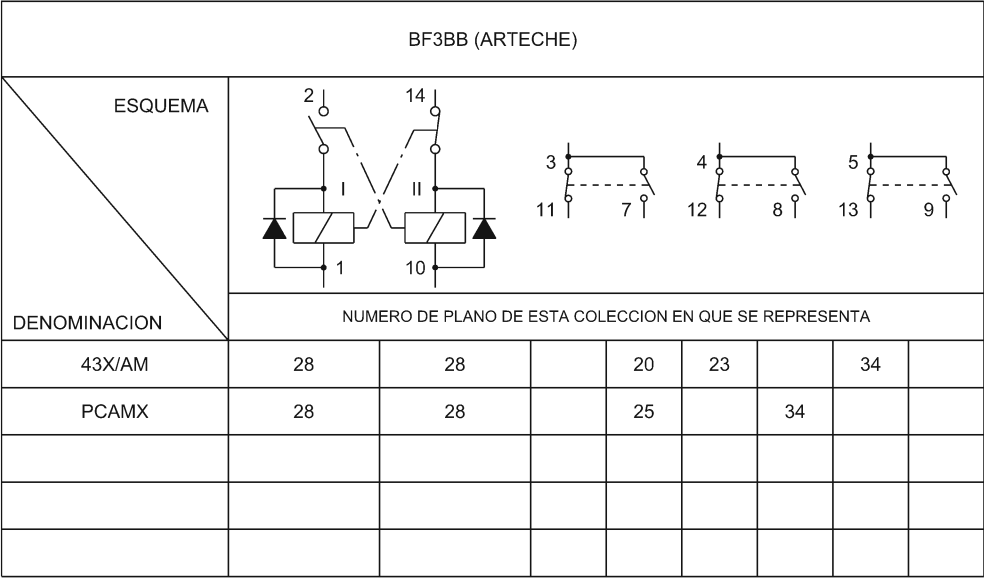 BF3BB (ARTECHE)
ESQUEMA
2 14
3 4 5
I II
11 7 12 8 13 9
1 10
DENOMINACION
NUMERO DE PLANO DE ESTA COLECCION EN QUE SE REPRESENTA
43X/AM 28 28 20 23 34
PCAMX 28 28 25 34